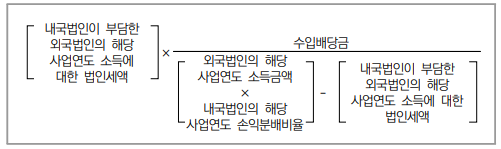 내국법인이 부담한
외국법인의 해당
사업연도 소득에
대한 법인세액
×
수입배당금
외국법인의 해당
사업연도 소득금액
×
내국법인의 해당
사업연도 손익분배비율
-
내국법인이 부담한
외국법인의 해당
사업연도 소득에 대한
법인세액